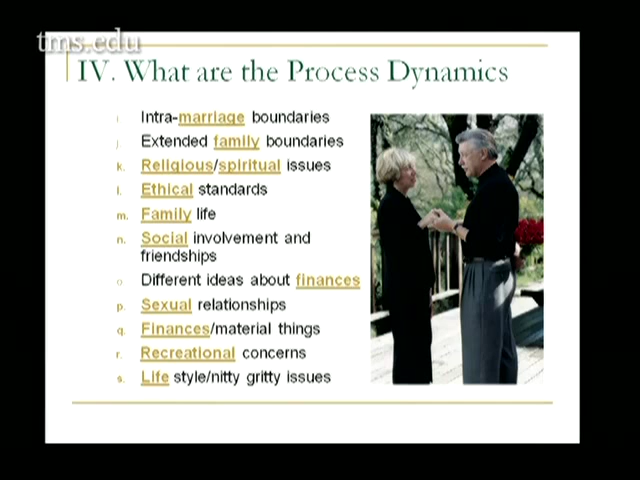 tms.edu
IV. What are the Process Dynamics
i. Intra-marriage boundaries
j. Extended family boundaries
k. Religious/spiritual issues
l. Ethical standards
m. Family life
n. Social involvement and
friendships
o Different ideas about finances
p. Sexual relationships
q. Finances/material things
r. Recreational concerns
s. Life style/nitty gritty issues